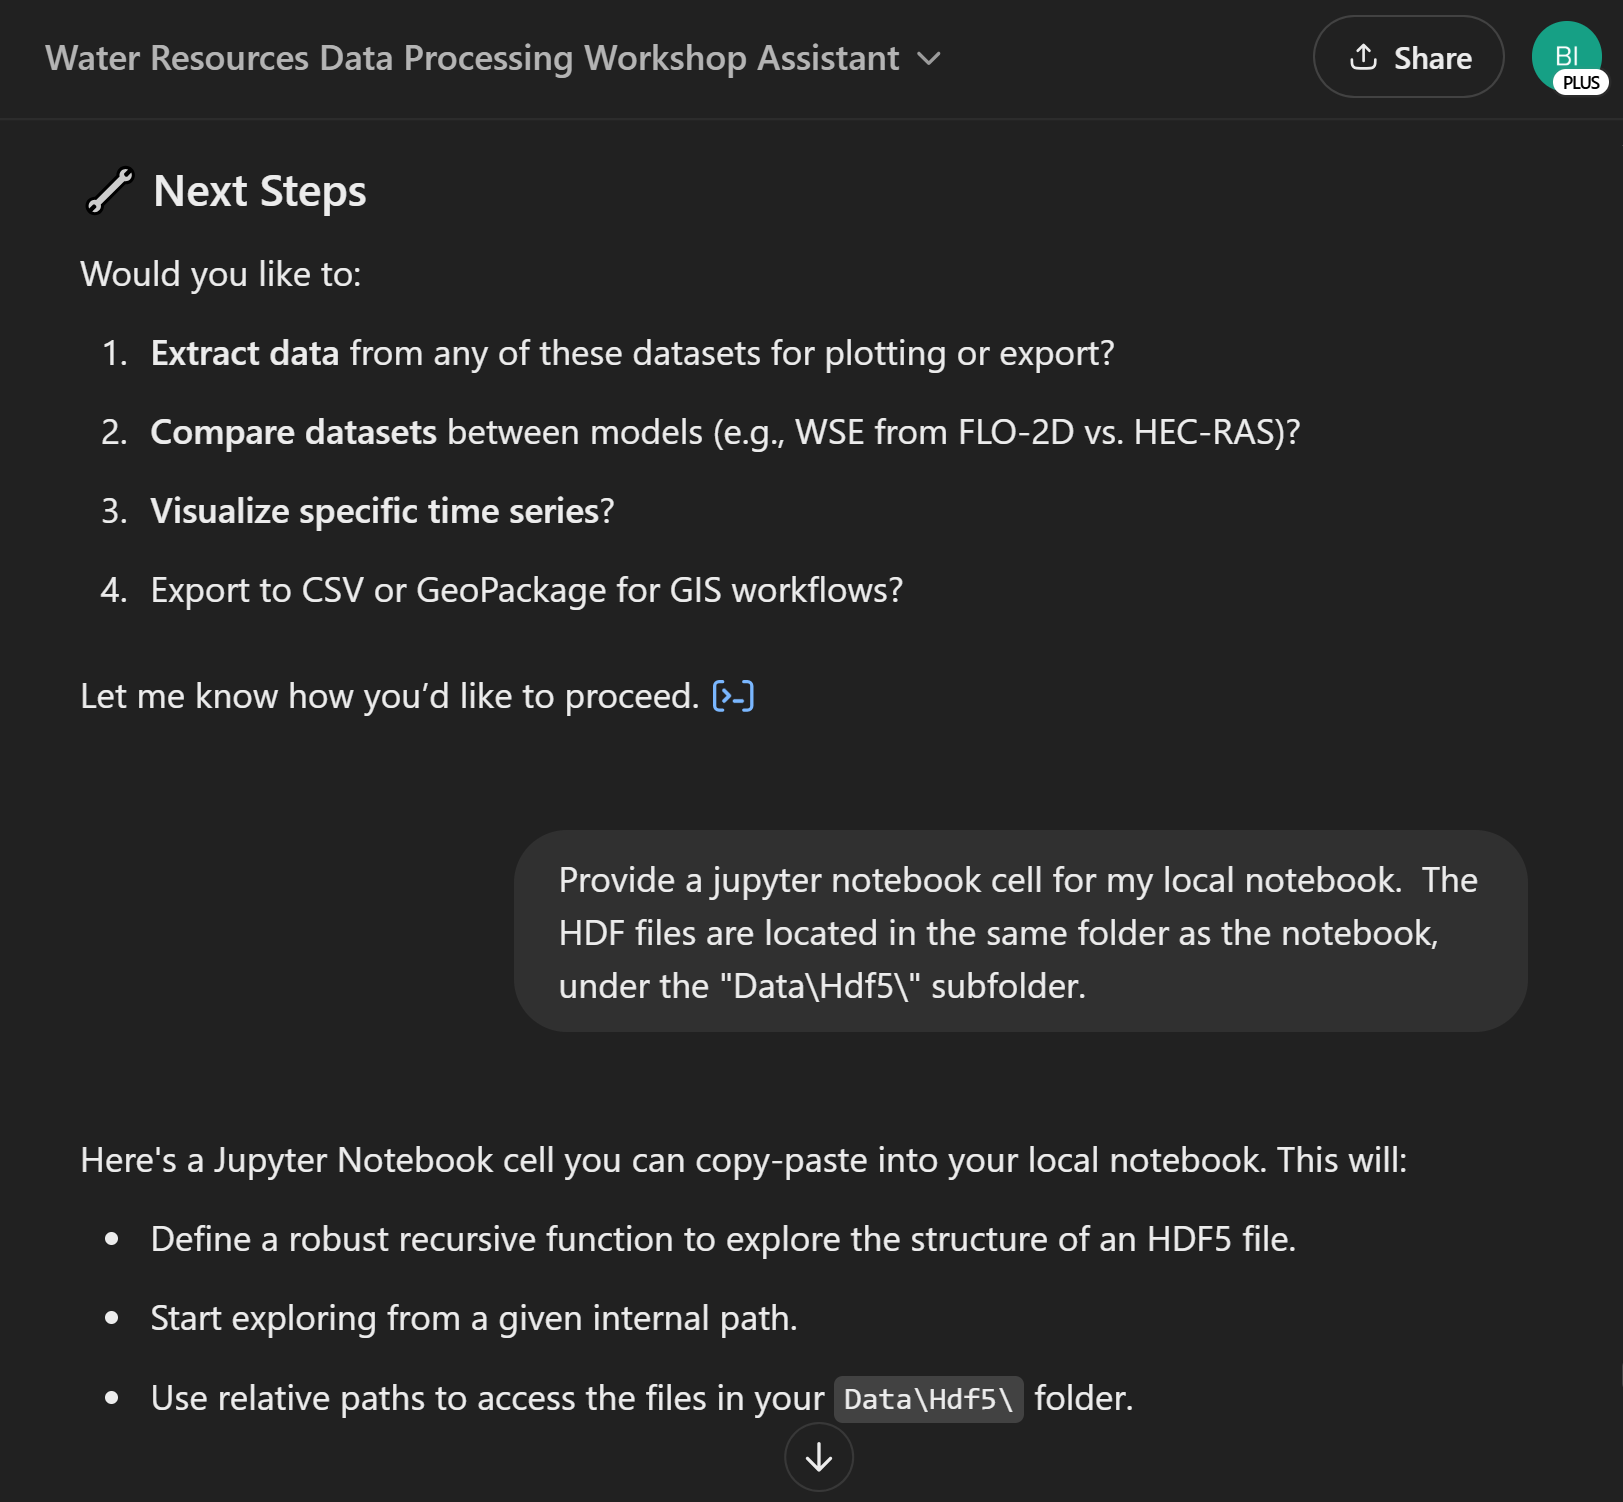 Water Resources Data Processing Workshop Assistant
Share
BI
PLUS
Next Steps
Would you like to:
1. Extract data from any of these datasets for plotting or export?
2. Compare datasets between models (e.g., WSE from FLO-2D vs. HEC-RAS)?
3. Visualize specific time series?
4. Export to CSV or GeoPackage for GIS workflows?
Let me know how you’d like to proceed.
Provide a jupyter notebook cell for my local notebook.  The
HDF files are located in the same folder as the notebook,
under the "Data\Hdf5\" subfolder.
Here's a Jupyter Notebook cell you can copy-paste into your local notebook. This will:
• Define a robust recursive function to explore the structure of an HDF5 file.
• Start exploring from a given internal path.
• Use relative paths to access the files in your Data\Hdf5\ folder.